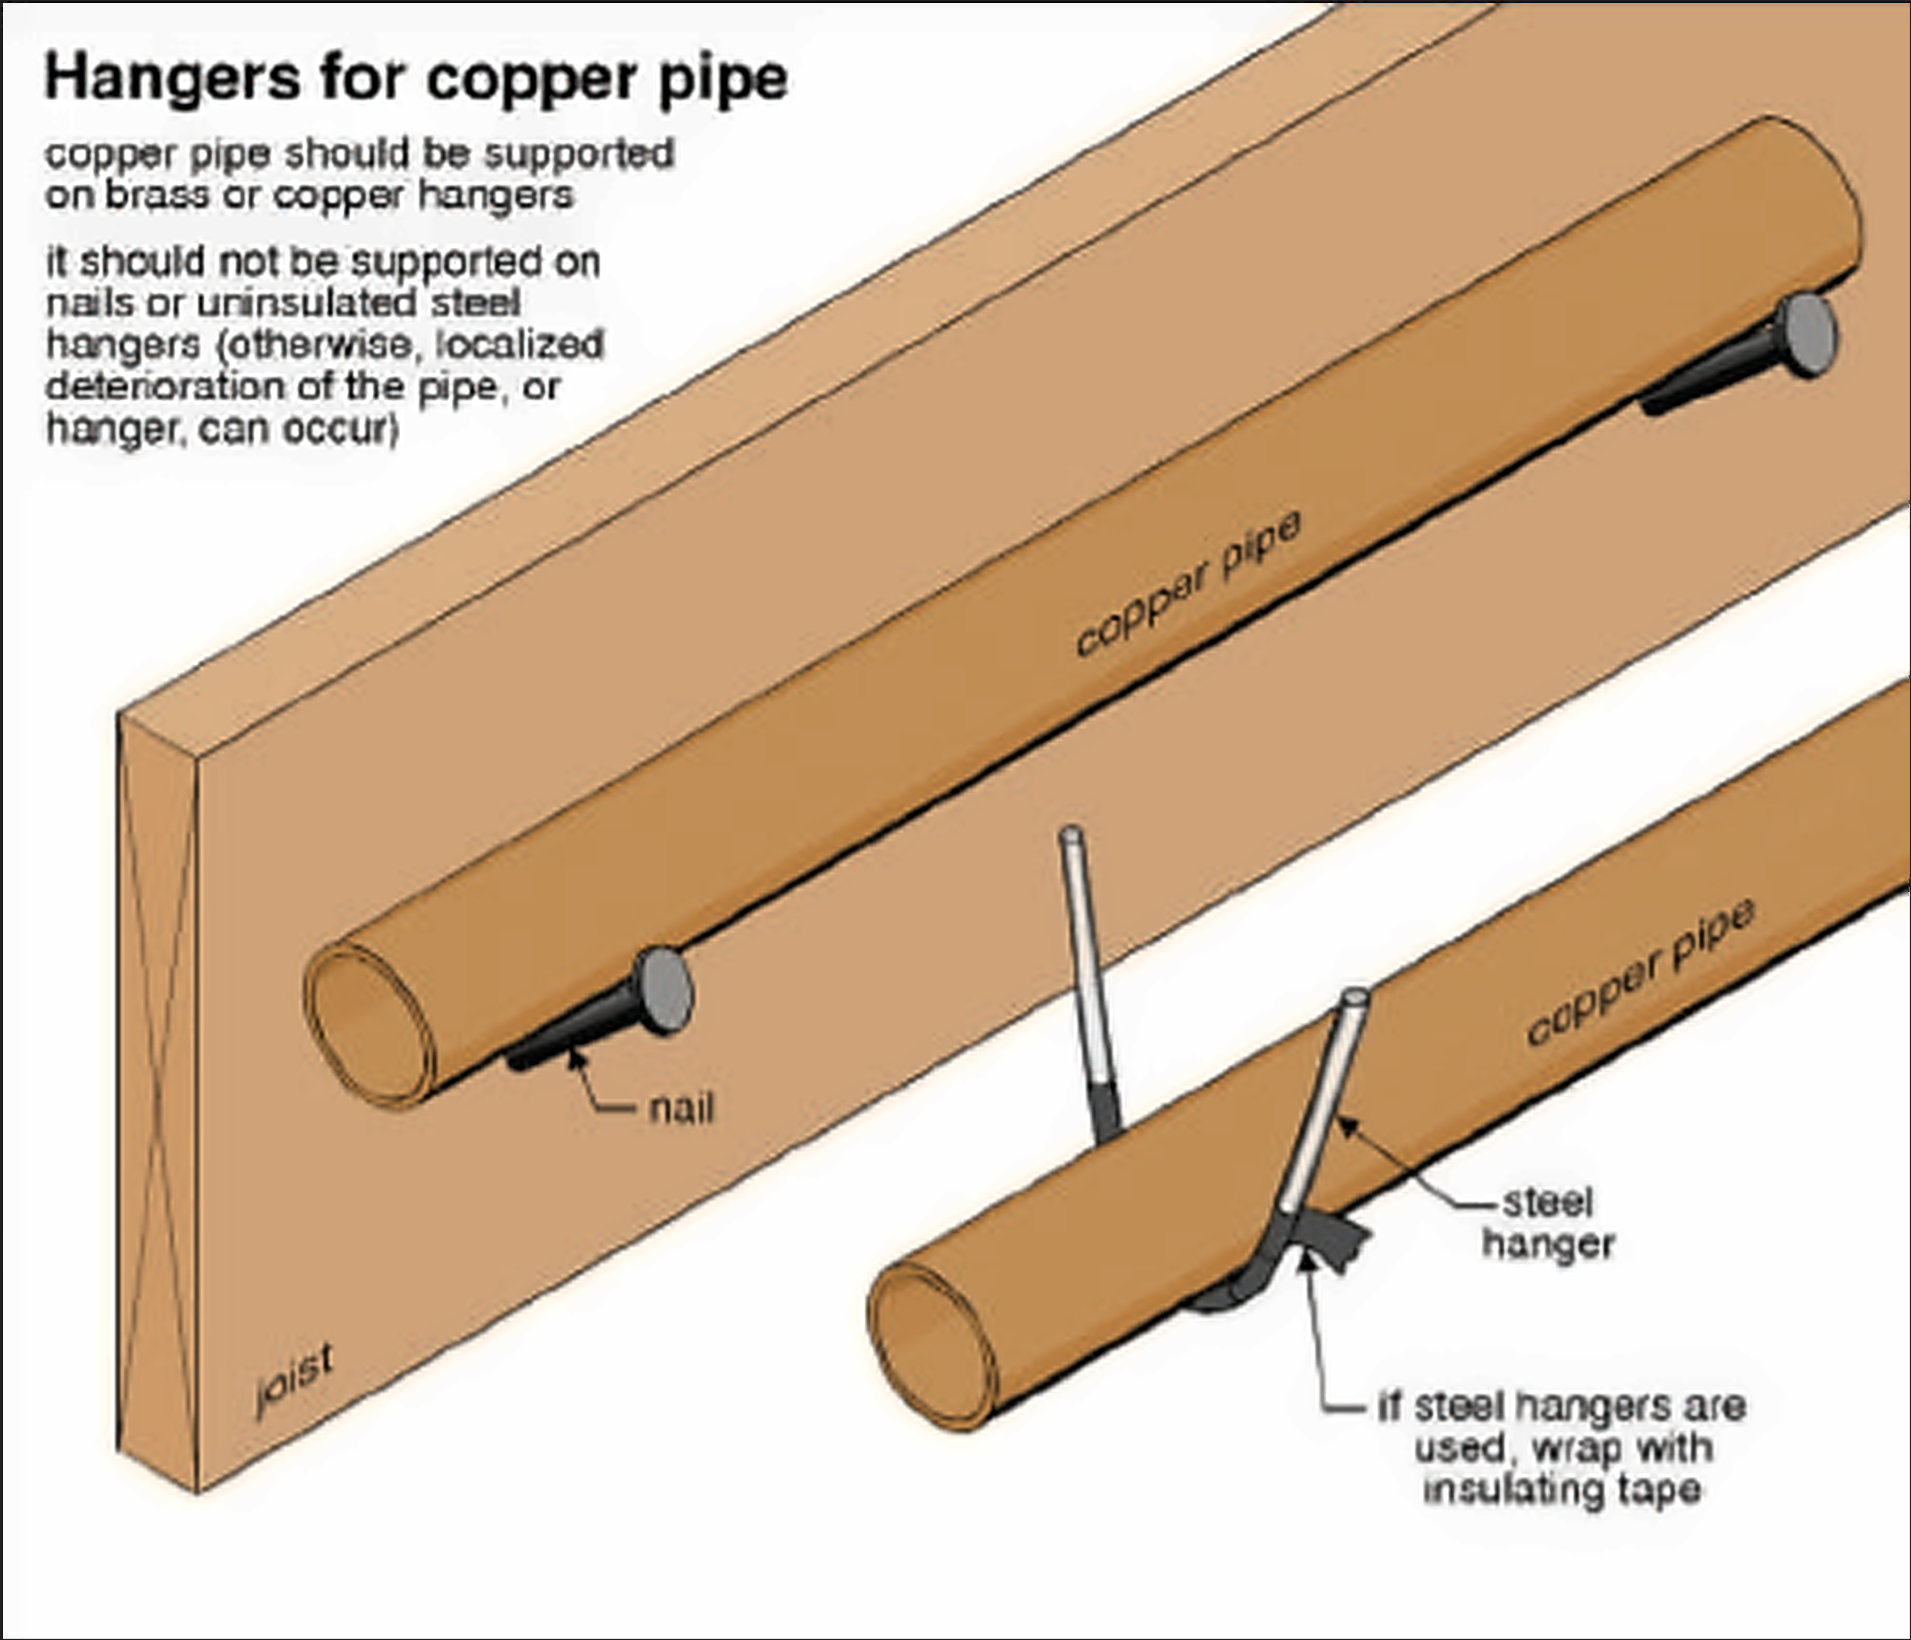 Hangers for copper pipe
copper pipe should be supported
on brass or copper hangers
it should not be supported on
nails or uninsulated steel
hangers (otherwise, localized
deterioration of the pipe, or
hanger, can occur)
copper pipe
copper pipe
nail
steel
hanger
joist
if steel hangers are
used, wrap with
insulating tape